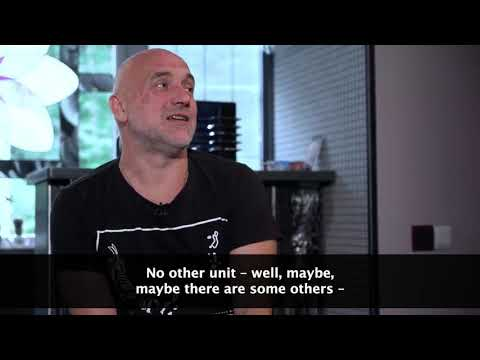 No other unit – well, maybe,
maybe there are some others –